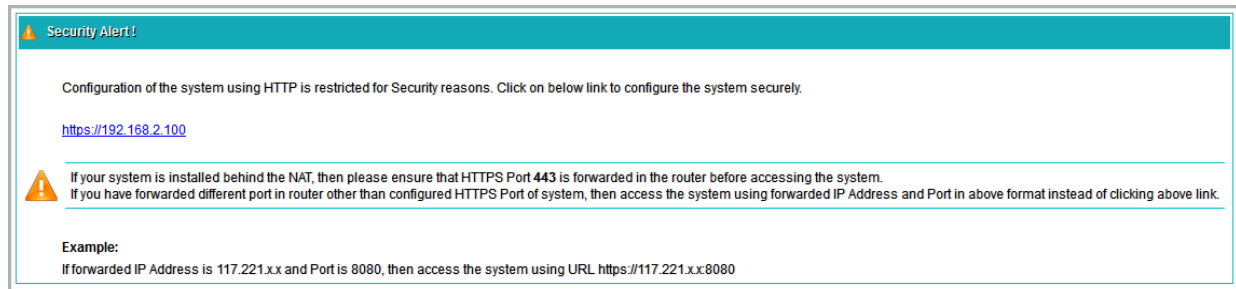 Security Alert !
Configuration of the system using HTTP is restricted for Security reasons. Click on below link to configure the system securely.
https://192.168.2.100
If your system is installed behind the NAT, then please ensure that HTTPS Port 443 is forwarded in the router before accessing the system.
If you have forwarded different port in router other than configured HTTPS Port of system, then access the system using forwarded IP Address and Port in above format instead of clicking above link.
Example:
If forwarded IP Address is 117.221.x.x and Port is 8080, then access the system using URL https://117.221.x.x:8080